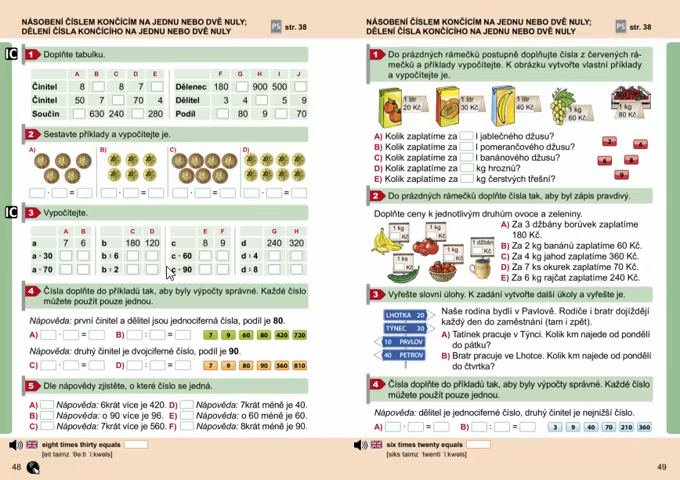 NÁSOBENÍ ČÍSLEM KONČÍCÍM NA JEDNU NEBO DVĚ NULY;
DĚLENÍ ČÍSLA KONČÍCÍHO NA JEDNU NEBO DVĚ NULY
PS str. 38
1 Doplňte tabulku.
A B C D E
Činitel 8 8 7
Činitel 50 7 70 4
Součin 630 240 280
F G H I J
Dělenec 180 900 500
Dělitel 3 4 5 9
Podíl 80 9 70
2 Sestavte příklady a vypočítejte je.
A) B) C) D)
· = · = · = · =
3 Vypočítejte.
A B
a 7 6
a · 30
a · 70
C D
b 180 120
b : 6
b : 2
E F
c 8 9
c · 60
c · 90
G H
d 240 320
d : 4
d : 8
4 Čísla doplňte do příkladů tak, aby byly výpočty správné. Každé číslo
můžete použít pouze jednou.
Nápověda: první činitel a dělitel jsou jednociferná čísla, podíl je 80.
A) · = B) : = 7 9 60 80 420 720
Nápověda: druhý činitel je dvojciferné číslo, podíl je 90.
C) · = D) : = 7 9 80 90 560 810
5 Dle nápovědy zjistěte, o které číslo se jedná.
A) Nápověda: 6krát více je 420. D) Nápověda: 7krát méně je 40.
B) Nápověda: o 90 více je 96. E) Nápověda: o 60 méně je 60.
C) Nápověda: 7krát více je 560. F) Nápověda: 8krát méně je 90.
eight times thirty equals
48
NÁSOBENÍ ČÍSLEM KONČÍCÍM NA JEDNU NEBO DVĚ NULY;
DĚLENÍ ČÍSLA KONČÍCÍHO NA JEDNU NEBO DVĚ NULY
PS str. 38
1 Do prázdných rámečků postupně doplňujte čísla z červených rá-
mečků a příklady vypočítejte. K obrázku vytvořte vlastní příklady
a vypočítejte je.
1 litr
20 Kč
1 litr
30 Kč
1 litr
40 Kč
1 kg
60 Kč
1 kg
80 Kč
A) Kolik zaplatíme za l jablečného džusu?
B) Kolik zaplatíme za l pomerančového džusu?
C) Kolik zaplatíme za l banánového džusu?
D) Kolik zaplatíme za kg hroznů?
E) Kolik zaplatíme za kg čerstvých třešní?
2 Do prázdných rámečků doplňte čísla tak, aby byl zápis pravdivý.
Doplňte ceny k jednotlivým druhům ovoce a zeleniny.
1 kg Kč
1 kg Kč
1 kg Kč
1 džbán Kč
1 ks Kč
A) Za 3 džbány borůvek zaplatíme
180 Kč.
B) Za 2 kg banánů zaplatíme 60 Kč.
C) Za 4 kg jahod zaplatíme 360 Kč.
D) Za 7 ks okurek zaplatíme 70 Kč.
E) Za 6 kg rajčat zaplatíme 240 Kč.
3 Vyřešte slovní úlohy. K zadání vytvořte další úkoly a vyřešte je.
LHOTKA 20
TÝNEC 30
10 PAVLOV
40 PETROV
Naše rodina bydlí v Pavlově. Rodiče i bratr dojíždějí
každý den do zaměstnání (tam i zpět).
A) Tatínek pracuje v Týnci. Kolik km najede od pondělí
do pátku?
B) Bratr pracuje ve Lhotce. Kolik km najede od pondělí
do čtvrtka?
4 Čísla doplňte do příkladů tak, aby byly výpočty správné. Každé číslo
můžete použít pouze jednou.
Nápověda: dělitel je jednociferné číslo, druhý činitel je nejnižší číslo.
A) · = B) : = 3 9 40 70 210 360
six times twenty equals
49